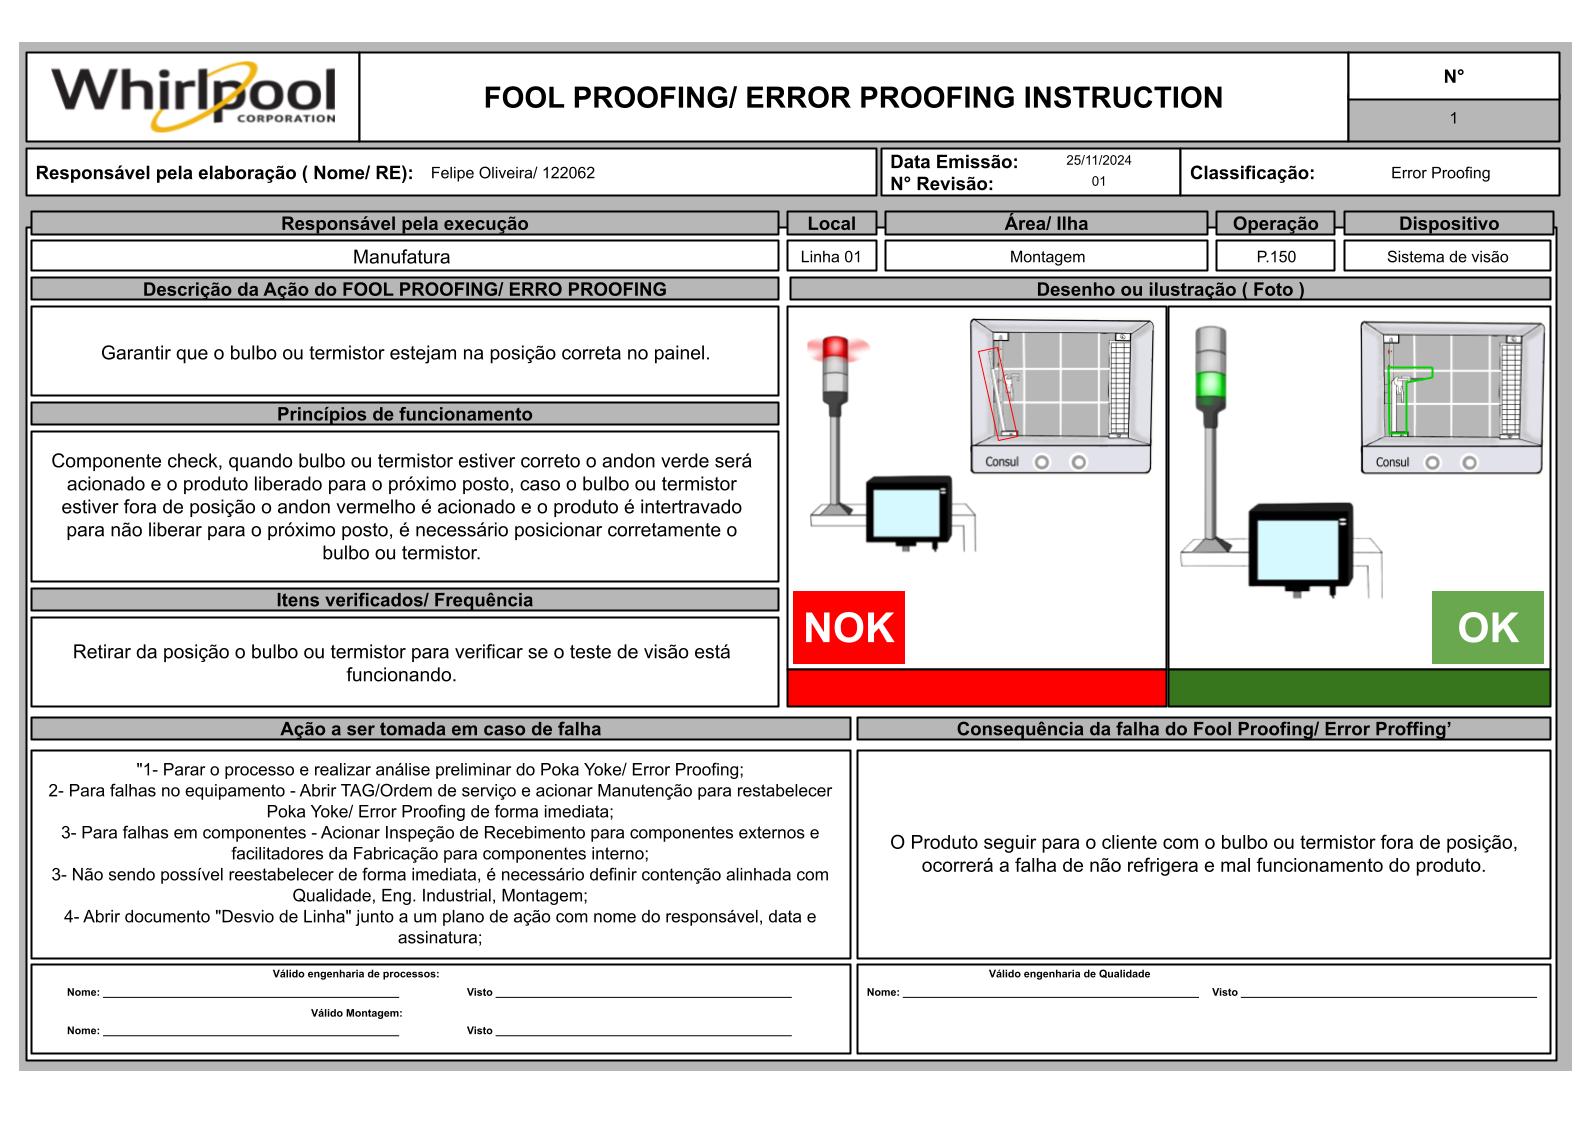 Whirlpool
CORPORATION
FOOL PROOFING/ ERROR PROOFING INSTRUCTION
N°
1
Responsável pela elaboração ( Nome/ RE): Felipe Oliveira/ 122062
Data Emissão: 25/11/2024
N° Revisão: 01
Classificação: Error Proofing
Responsável pela execução
Local
Área/ Ilha
Operação
Dispositivo
Manufatura
Linha 01
Montagem
P.150
Sistema de visão
Descrição da Ação do FOOL PROOFING/ ERRO PROOFING
Desenho ou ilustração ( Foto )
Garantir que o bulbo ou termistor estejam na posição correta no painel.
Princípios de funcionamento
Componente check, quando bulbo ou termistor estiver correto o andon verde será
acionado e o produto liberado para o próximo posto, caso o bulbo ou termistor
estiver fora de posição o andon vermelho é acionado e o produto é intertravado
para não liberar para o próximo posto, é necessário posicionar corretamente o
bulbo ou termistor.
Itens verificados/ Frequência
Retirar da posição o bulbo ou termistor para verificar se o teste de visão está
funcionando.
Consul
NOK
Consul
OK
Ação a ser tomada em caso de falha
"1- Parar o processo e realizar análise preliminar do Poka Yoke/ Error Proofing;
2- Para falhas no equipamento - Abrir TAG/Ordem de serviço e acionar Manutenção para restabelecer
Poka Yoke/ Error Proofing de forma imediata;
3- Para falhas em componentes - Acionar Inspeção de Recebimento para componentes externos e
facilitadores da Fabricação para componentes interno;
3- Não sendo possível reestabelecer de forma imediata, é necessário definir contenção alinhada com
Qualidade, Eng. Industrial, Montagem;
4- Abrir documento "Desvio de Linha" junto a um plano de ação com nome do responsável, data e
assinatura;
Consequência da falha do Fool Proofing/ Error Proffing’
O Produto seguir para o cliente com o bulbo ou termistor fora de posição,
ocorrerá a falha de não refrigera e mal funcionamento do produto.
Válido engenharia de processos:
Nome: Visto
Válido Montagem:
Nome: Visto
Válido engenharia de Qualidade
Nome: Visto